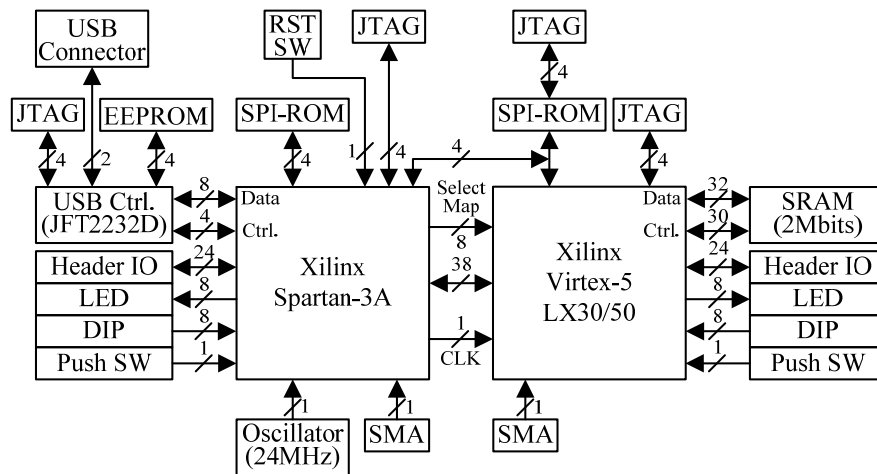 USB
Connector
RST
SW
JTAG
JTAG
JTAG
EEPROM
SPI-ROM
SPI-ROM
JTAG
4
4
2
4
4
1
4
4
4
4
USB Ctrl.
(JFT2232D)
8
Data
4
Ctrl.
Select
Map
8
Data
32
Ctrl.
30
SRAM
(2Mbits)
Header IO
24
LED
8
DIP
8
Push SW
1
Xilinx
Spartan-3A
38
1
CLK
Xilinx
Virtex-5
LX30/50
24
Header IO
8
LED
8
DIP
1
Push SW
1
1
1
Oscillator
(24MHz)
SMA
SMA